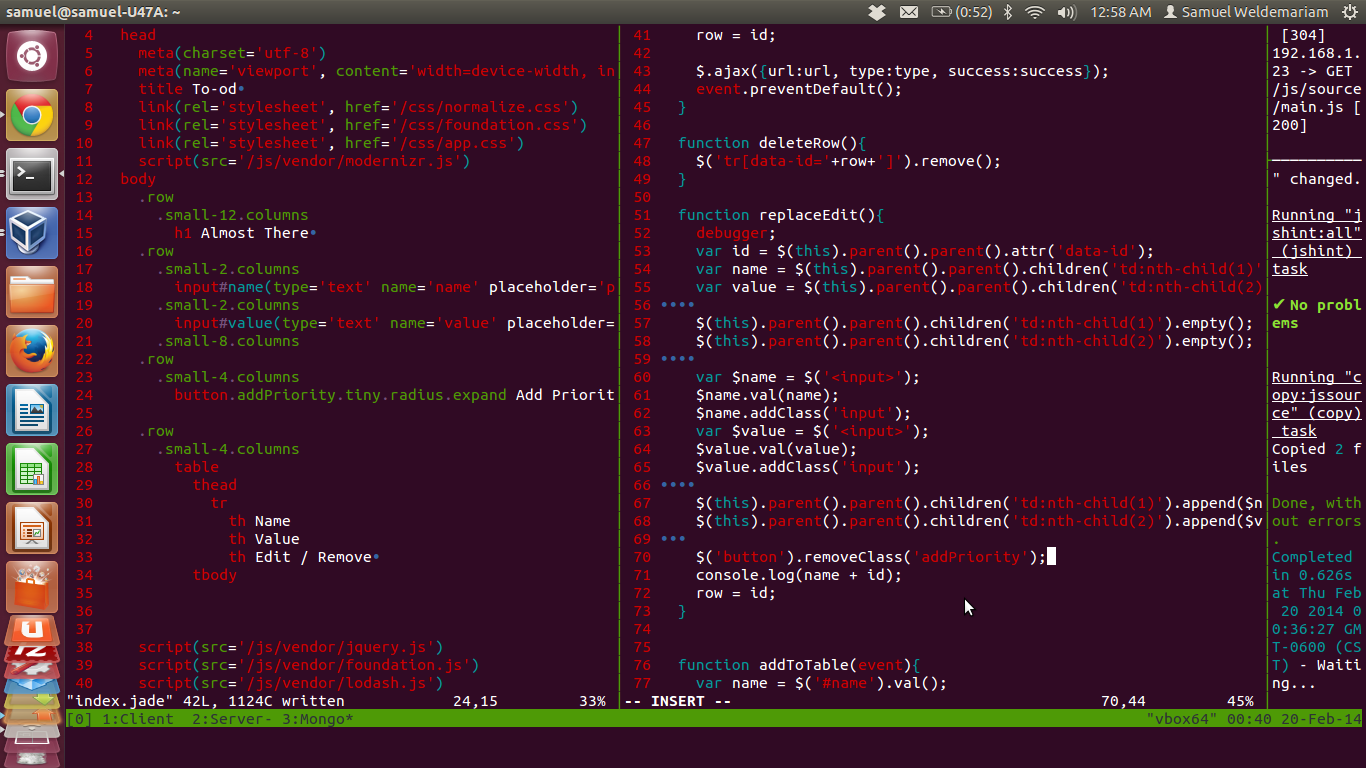 samuel@samuel-U47A: ~
(0:52)
12:58 AM
Samuel Weldemariam
4 head
5 meta(charset='utf-8')
6 meta(name='viewport', content='width=device-width, in
7 title To-od•
8 link(rel='stylesheet', href='/css/normalize.css')
9 link(rel='stylesheet', href='/css/foundation.css')
10 link(rel='stylesheet', href='/css/app.css')
11 script(src='/js/vendor/modernizr.js')
12 body
13 .row
14 .small-12.columns
15 h1 Almost There•
16 .row
17 .small-2.columns
18 input#name(type='text' name='name' placeholder='p
19 .small-2.columns
20 input#value(type='text' name='value' placeholder=
21 .small-8.columns
22 .row
23 .small-4.columns
24 button.addPriority.tiny.radius.expand Add Priorit
25
26 .row
27 .small-4.columns
28 table
29 thead
30 tr
31 th Name
32 th Value
33 th Edit / Remove•
34 tbody
35
36
37
38 script(src='/js/vendor/jquery.js')
39 script(src='/js/vendor/foundation.js')
40 script(src='/js/vendor/lodash.js')
"index.jade" 42L, 1124C written 24,15 33%
41 row = id;
42
43 $.ajax({url:url, type:type, success:success});
44 event.preventDefault();
45 }
46
47 function deleteRow(){
48 $('tr[data-id='+row+']').remove();
49 }
50
51 function replaceEdit(){
52 debugger;
53 var id = $(this).parent().parent().attr('data-id');
54 var name = $(this).parent().parent().children('td:nth-child(1)'
55 var value = $(this).parent().parent().children('td:nth-child(2)
56 ••••
57 $(this).parent().parent().children('td:nth-child(1)').empty();
58 $(this).parent().parent().children('td:nth-child(2)').empty();
59 ••••
60 var $name = $('<input>');
61 $name.val(name);
62 $name.addClass('input');
63 var $value = $('<input>');
64 $value.val(value);
65 $value.addClass('input');
66 ••••
67 $(this).parent().parent().children('td:nth-child(1)').append($n
68 $(this).parent().parent().children('td:nth-child(2)').append($v
69 •••
70 $('button').removeClass('addPriority');
71 console.log(name + id);
72 row = id;
73 }
74
75
76 function addToTable(event){
77 var name = $('#name').val();
-- INSERT -- 70,44 45%
[304]
192.168.1.
23 -> GET
/js/source
/main.js [
200]
" changed.
Running "j
shint:all"
(jshint)
task
✔ No probl
ems
Running "c
opy:jssour
ce" (copy)
task
Copied 2 f
iles
Done, with
out errors
.
Completed
in 0.626s
at Thu Feb
20 2014 0
0:36:27 GM
T-0600 (CS
T) - Waiti
ng...
[0] 1:Client 2:Server- 3:Mongo*
"vbox64" 00:40 20-Feb-14